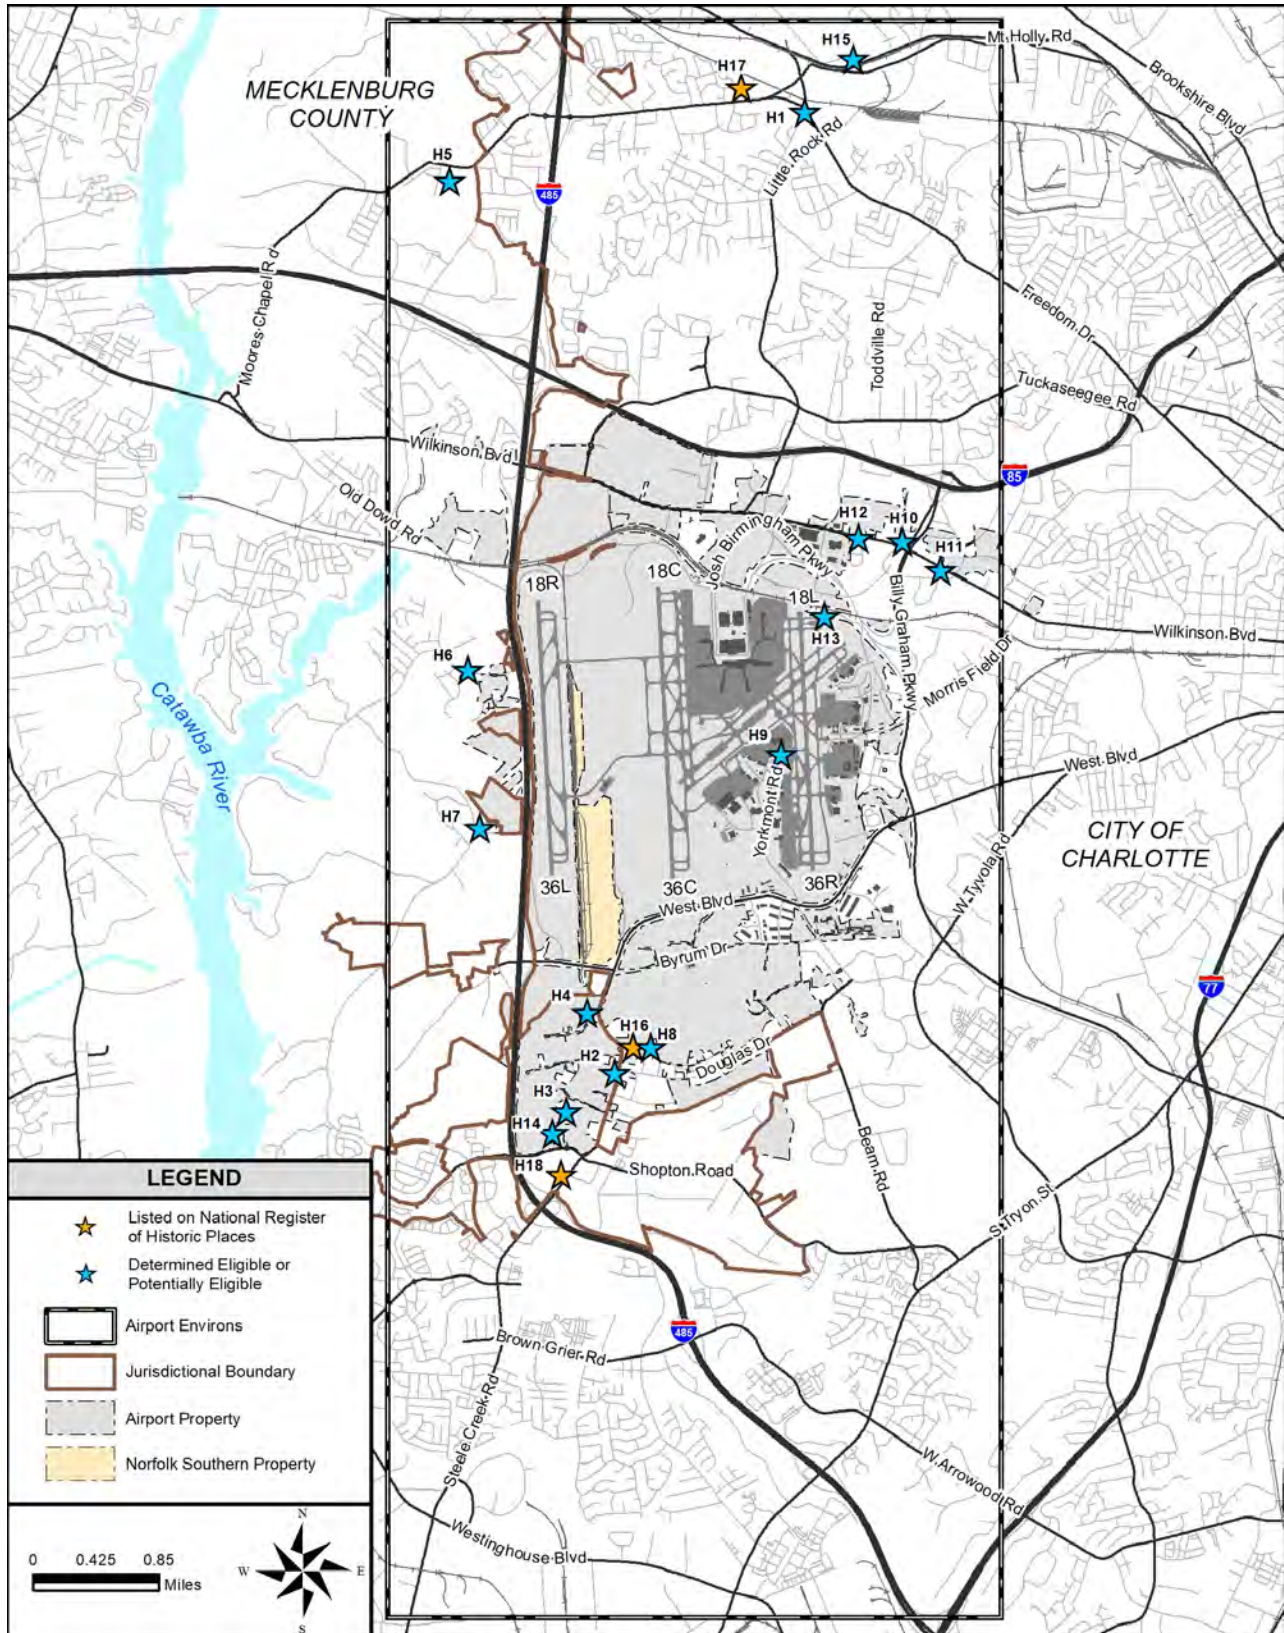 H15
Mt Holly Rd
H17
Brookshire Blvd
MECKLENBURG
COUNTY
H1
Little Rock Rd
H5
485
Moores Chapel Rd
Freedom Dr
Toddville Rd
Tuckaseegee Rd
Wilkinson Bvd
85
Old Dowd Rd
H12
H10
H11
Josh Birmingham Pkwy
18R
18C
18L
Billy Graham Pkwy
H13
Wilkinson Bvd
H6
Morris Field Dr
Catawba River
H9
West Blvd
Yorkmont Rd
H7
CITY OF
CHARLOTTE
36L
36C
36R
W Tyvola Rd
West Blvd
Byrum Dr
77
H4
H16
H8
H2
Douglas Dr
H3
H14
Beam Rd
H18
Shopton Road
S Tryon St
LEGEND
Listed on National Register
of Historic Places
Determined Eligible or
Potentially Eligible
Airport Environs
Jurisdictional Boundary
Airport Property
Norfolk Southern Property
485
Brown Grier Rd
Steele Creek Rd
W Arrowood Rd
Westinghouse Blvd
N
W
E
S
0 0.425 0.85
Miles